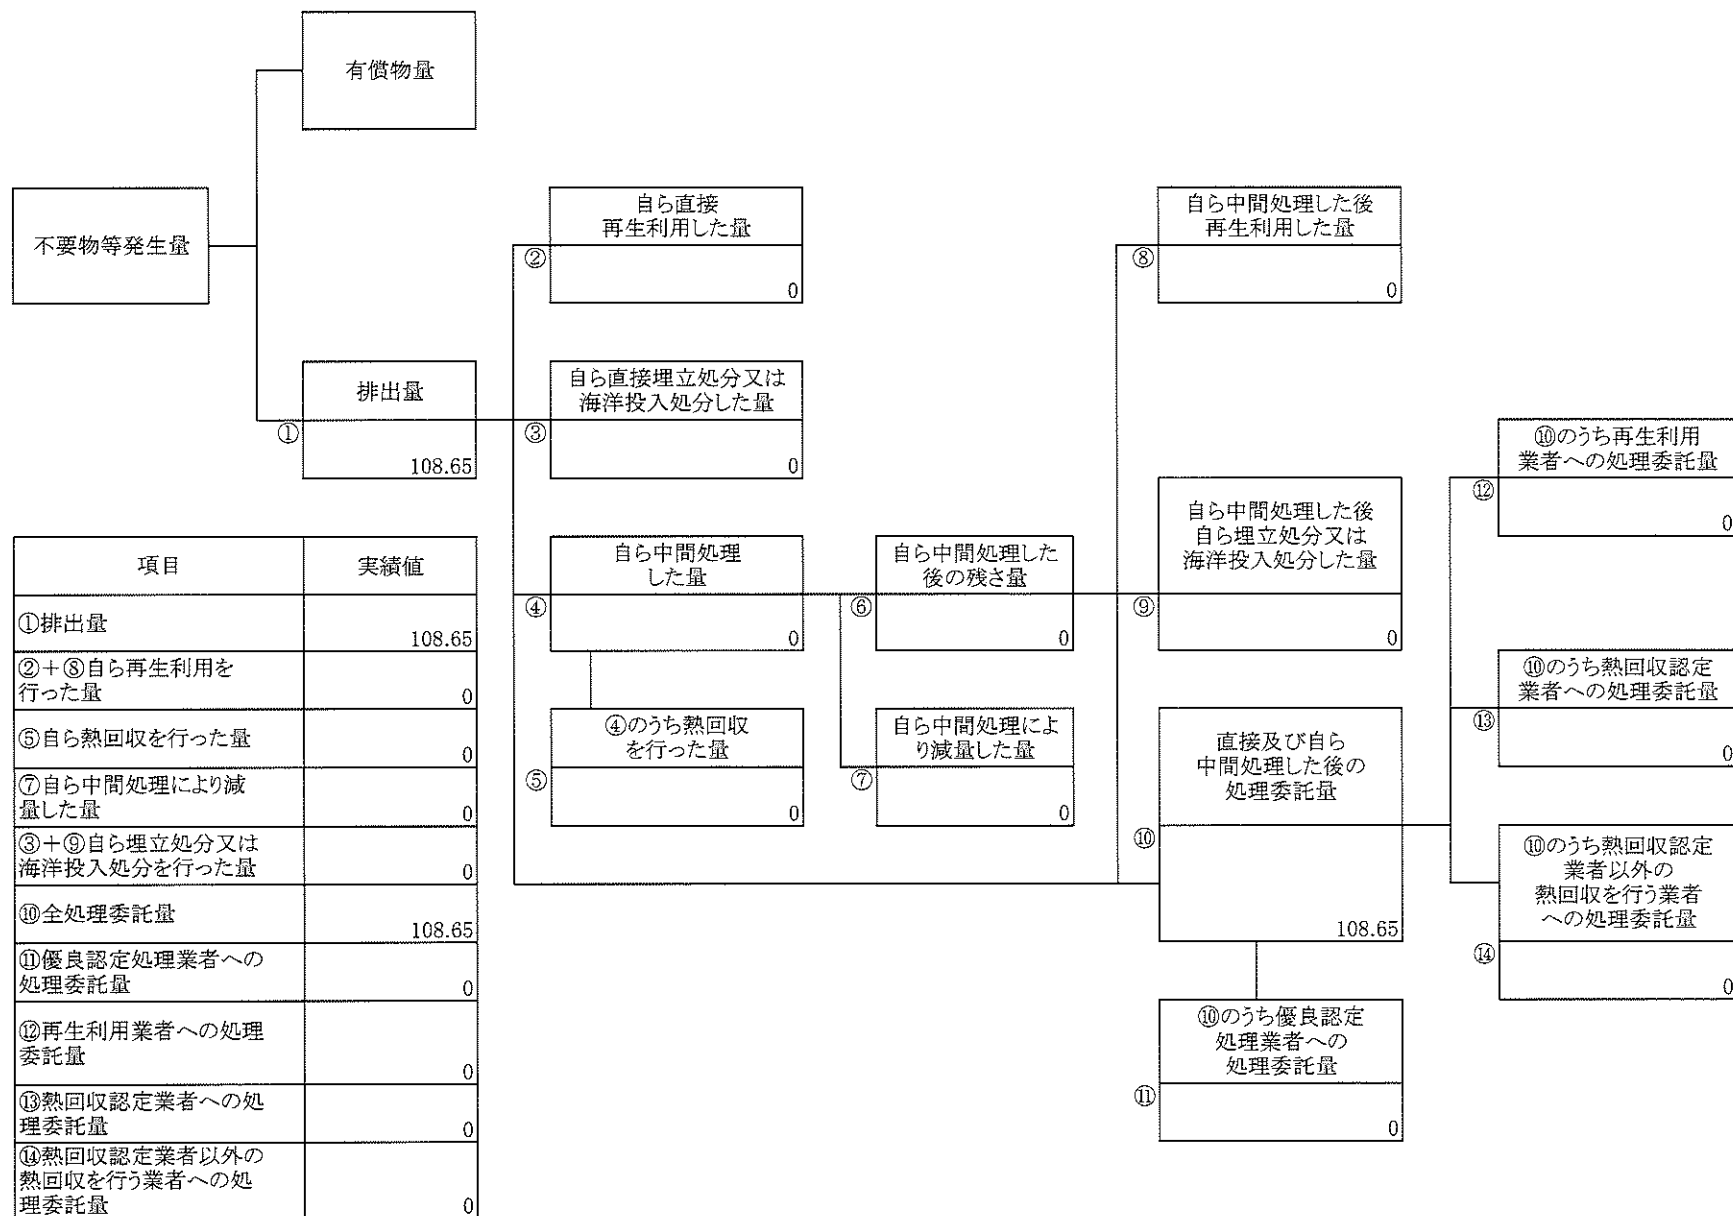 有償物量
不要物等発生量
自ら直接
再生利用した量
②
0
自ら中間処理した後
再生利用した量
⑧
0
排出量
①
108.65
自ら直接埋立処分又は
海洋投入処分した量
③
0
⑩のうち再生利用
業者への処理委託量
⑫
0
自ら中間処理
した量
④
0
自ら中間処理した
後の残さ量
⑥
0
自ら中間処理した後
自ら埋立処分又は
海洋投入処分した量
⑨
0
⑩のうち熱回収認定
業者への処理委託量
⑬
0
④のうち熱回収
を行った量
⑤
0
自ら中間処理によ
り減量した量
⑦
0
直接及び自ら
中間処理した後の
処理委託量
⑩
108.65
⑩のうち熱回収認定
業者以外の
熱回収を行う業者
への処理委託量
⑭
0
⑩のうち優良認定
処理業者への
処理委託量
⑪
0
項目 実績値
①排出量
108.65
②+⑧自ら再生利用を
行った量 0
⑤自ら熱回収を行った量
0
⑦自ら中間処理により減
量した量 0
③+⑨自ら埋立処分又は
海洋投入処分を行った量 0
⑩全処理委託量
108.65
⑪優良認定処理業者への
処理委託量 0
⑫再生利用業者への処理
委託量
0
⑬熱回収認定業者への処
理委託量 0
⑭熱回収認定業者以外の
熱回収を行う業者への処
理委託量 0